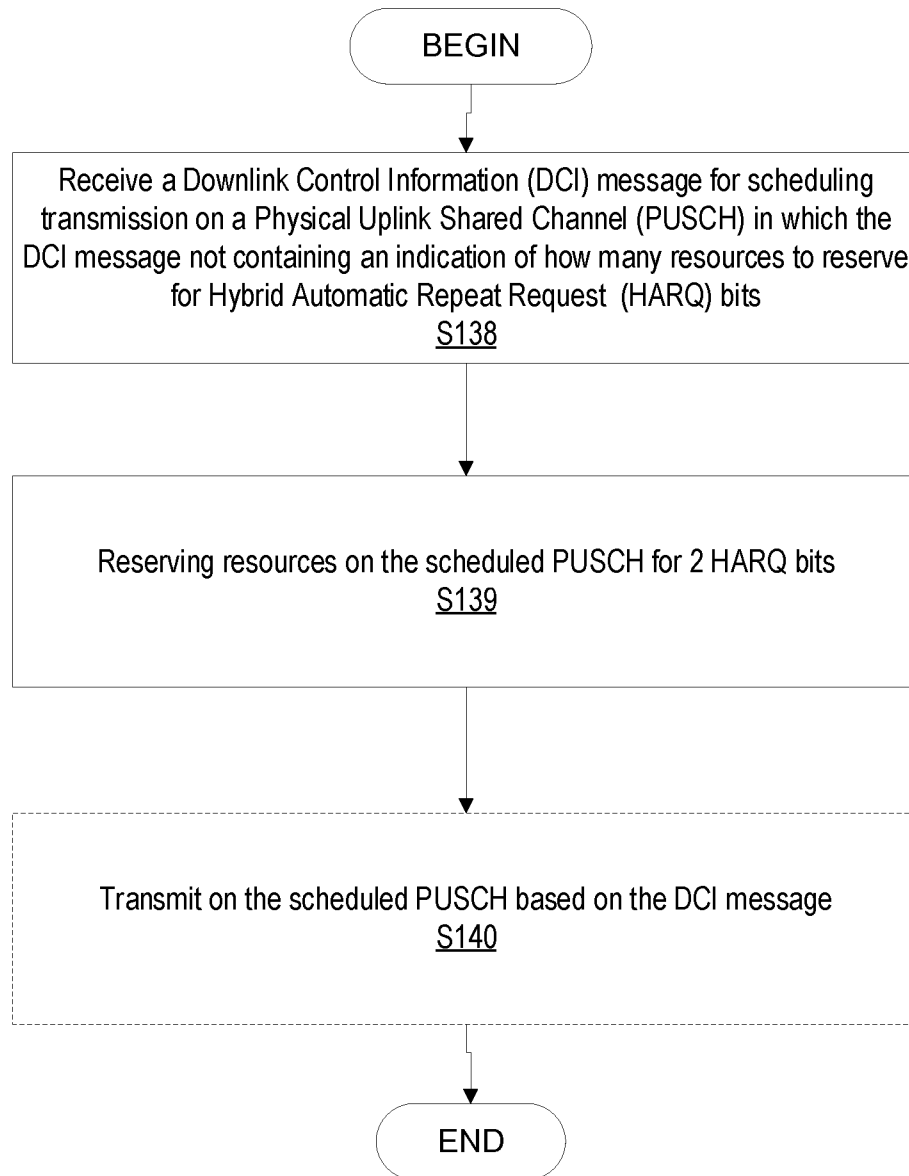 BEGIN
Receive a Downlink Control Information (DCI) message for scheduling
transmission on a Physical Uplink Shared Channel (PUSCH) in which the
DCI message not containing an indication of how many resources to reserve
for Hybrid Automatic Repeat Request (HARQ) bits
S138
Reserving resources on the scheduled PUSCH for 2 HARQ bits
S139
Transmit on the scheduled PUSCH based on the DCI message
S140
END